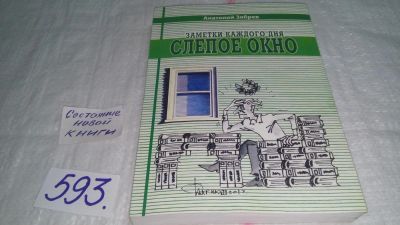 Анатолий Зябрев
ЗАМЕТКИ КАЖДОГО ДНЯ
СЛЕПОЕ ОКНО
Состояние
новой
книги
593.